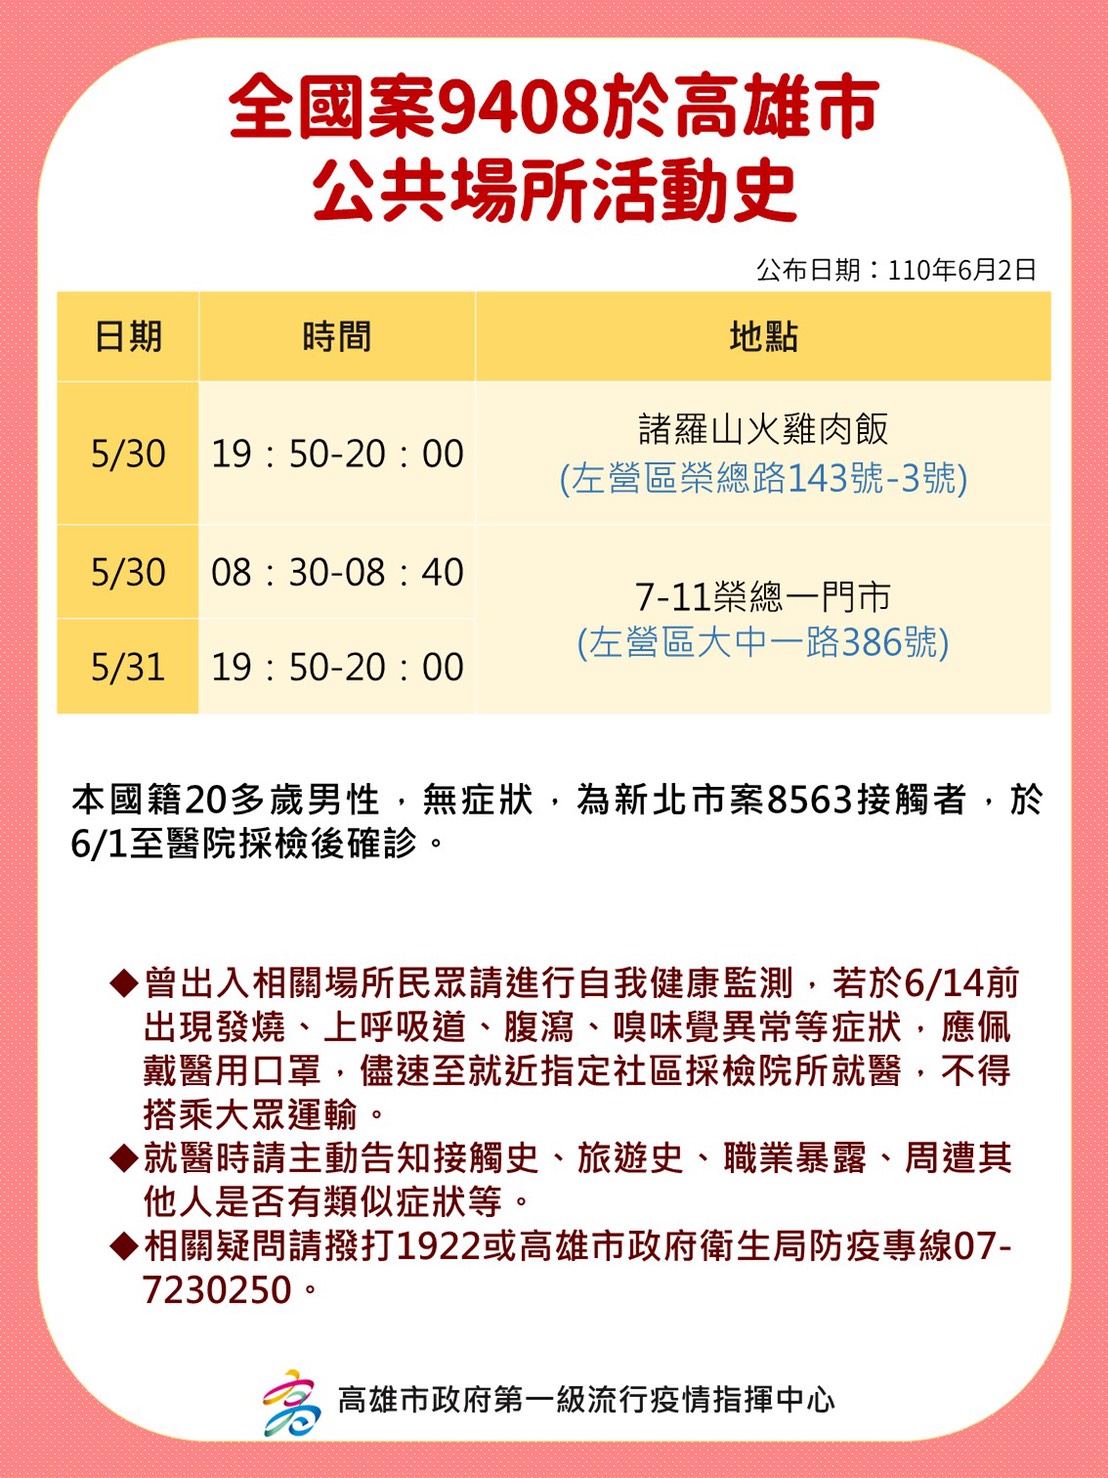 全國案9408於高雄市
公共場所活動史
公布日期：110年6月2日
日期 時間 地點
5/30 19：50-20：00 諸羅山火雞肉飯
(左營區榮總路143號-3號)
5/30 08：30-08：40
7-11榮總一門市
(左營區大中一路386號)
5/31 19：50-20：00
本國籍20多歲男性，無症狀，為新北市案8563接觸者，於
6/1至醫院採檢後確診。
◆曾出入相關場所民眾請進行自我健康監測，若於6/14前
出現發燒、上呼吸道、腹瀉、嗅味覺異常等症狀，應佩
戴醫用口罩，儘速至就近指定社區採檢院所就醫，不得
搭乘大眾運輸。
◆就醫時請主動告知接觸史、旅遊史、職業暴露、周遭其
他人是否有類似症狀等。
◆相關疑問請撥打1922或高雄市政府衛生局防疫專線07-
7230250。
高雄市政府第一級流行疫情指揮中心